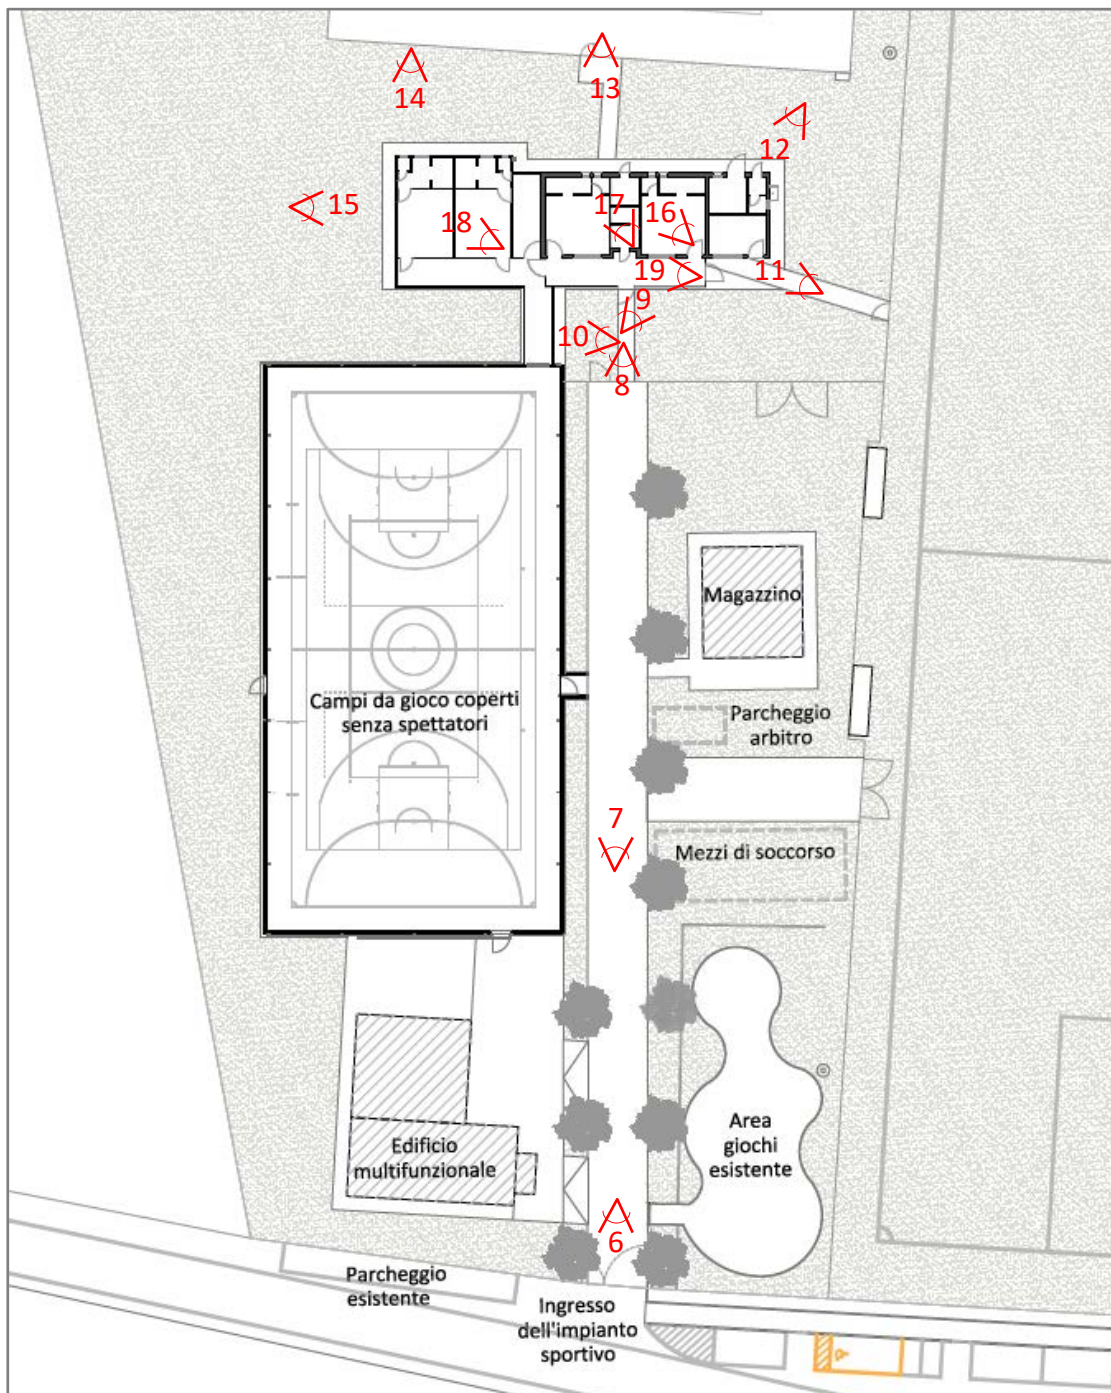 13
14
12
15
17
16
18
19
11
9
10
8
Magazzino
Campi da gioco coperti
senza spettatori
Parcheggio
arbitro
7
Mezzi di soccorso
Area
giochi
esistente
Edificio
multifunzionale
6
Parcheggio
esistente
Ingresso
dell'impianto
sportivo
P